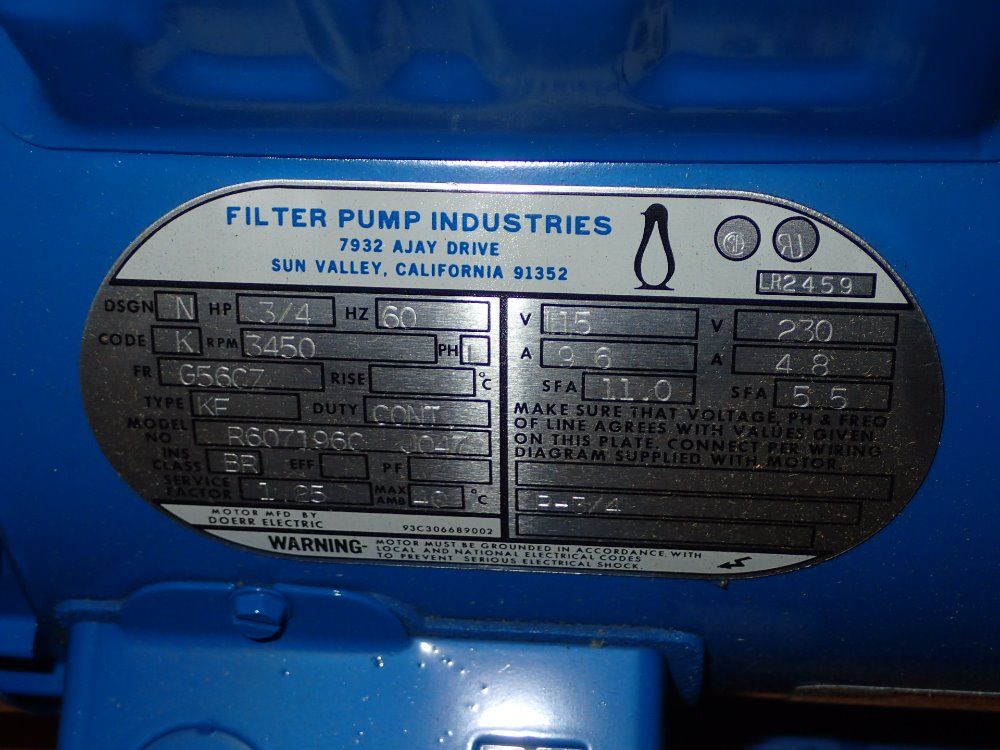 FILTER PUMP INDUSTRIES
7932 AJAY DRIVE
SUN VALLEY, CALIFORNIA 91352
LR2459
DSGN N HP 3/4 HZ 60
CODE K RPM 3450 PH 1
FR G56CZ RISE °C
TYPE KF DUTY CONT
MODEL NO R607196C
INS CLASS BR EFF PF
SERVICE FACTOR 1.25 MAX AMB 40 °C
V 115 V 230
A 9.6 A 4.8
SFA 11.0 SFA 5.5
MAKE SURE THAT VOLTAGE, PH & FREQ
OF LINE AGREES WITH VALUES GIVEN
ON THIS PLATE. CONNECT PER WIRING
DIAGRAM SUPPLIED WITH MOTOR.
P-3/4
MOTOR MFD BY
DOERR ELECTRIC
93C306689002
WARNING- MOTOR MUST BE GROUNDED IN ACCORDANCE WITH
LOCAL AND NATIONAL ELECTRICAL CODES
TO PREVENT SERIOUS ELECTRICAL SHOCK.